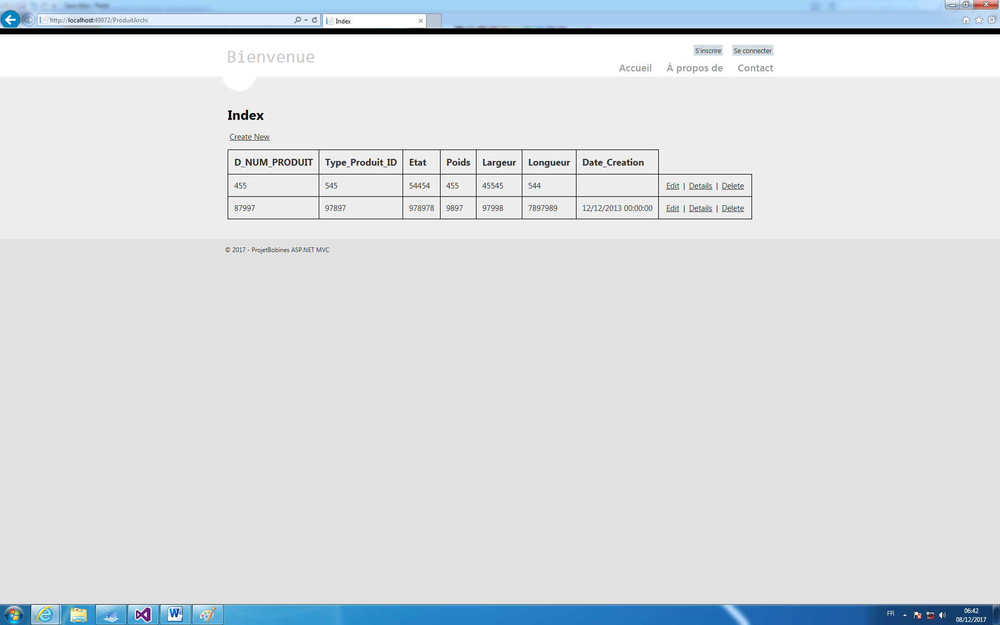 http://localhost:49972/ProduitArchi
Index
Bienvenue
S'inscrire Se connecter
Accueil À propos de Contact
Index
Create New
D_NUM_PRODUIT Type_Produit_ID Etat Poids Largeur Longueur Date_Creation
455 545 54454 455 45545 544 Edit | Details | Delete
87997 97897 978978 9897 97998 7897989 12/12/2013 00:00:00 Edit | Details | Delete
© 2017 - ProjetBobines ASP.NET MVC
FR
06:42
08/12/2017